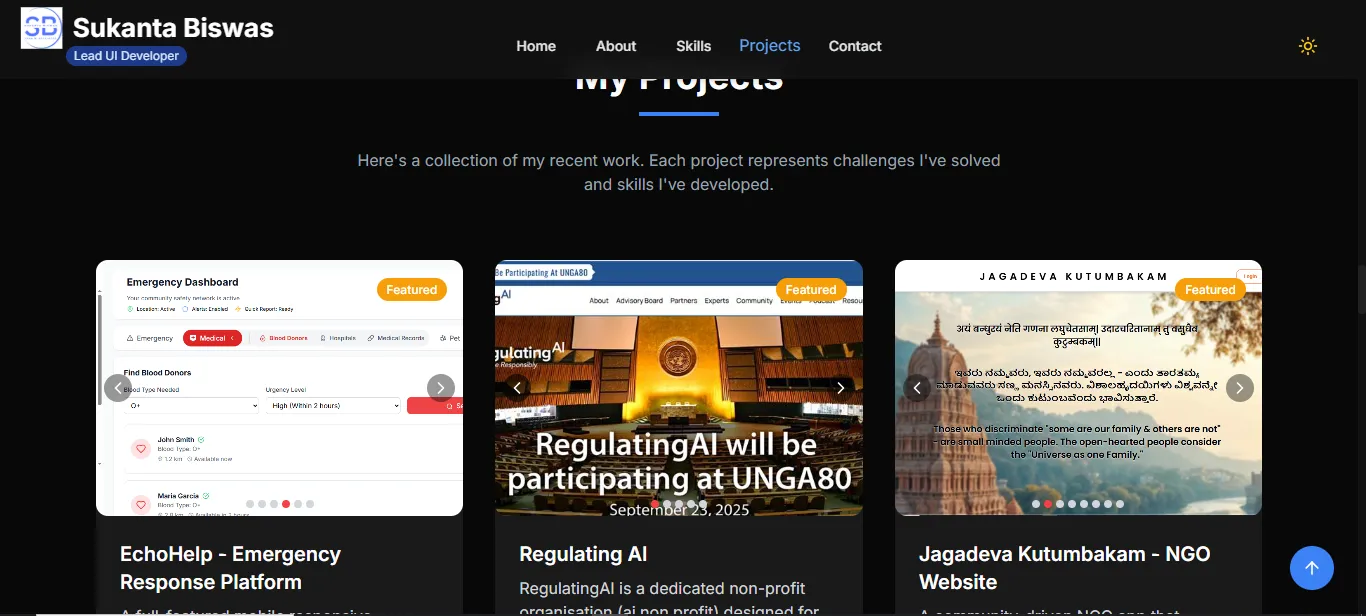 SB
Sukanta Biswas
Lead UI Developer
Home
About
Skills
Projects
Contact
My Projects
Here's a collection of my recent work. Each project represents challenges I've solved
and skills I've developed.
Emergency Dashboard
Your community safety network is active
Location: Active
Alerts: Enabled
Quick Report: Ready
Featured
Emergency
Medical
Blood Donors
Hospitals
Medical Records
Pet
Find Blood Donors
Blood Type Needed
Urgency Level
O+
High (Within 2 hours)
John Smith
Blood Type: O+
1.2 km
Available now
Maria Garcia
Blood Type: O+
EchoHelp - Emergency
Response Platform
Be Participating At UNGA80
AI
Featured
About
Advisory Board
Partners
Experts
Community
Events
Podcast
Resou
gulatingAI
e Responsibly
RegulatingAI will be
participating at UNGA80
September 23, 2025
Regulating AI
RegulatingAI is a dedicated non-profit
organisation (ai non profit) designed for
JAGADEVA KUTUMBAKAM
Login
Featured
अयं बन्धुरयं नेति गणना लघुचेतसाम्। उदारचरितानाम् तु वसुधैव
कुटुम्बकम्॥
ಇವರು ನಮ್ಮವರು, ಇವರು ನಮ್ಮವರಲ್ಲ - ಎಂದು ತಾರತಮ್ಯ
ಮಾಡುವವರು ಸಣ್ಣ ಮನಸ್ಸಿನವರು. ವಿಶಾಲಹೃದಯಿಗಳು ವಿಶ್ವವನ್ನೇ
ಒಂದು ಕುಟುಂಬವೆಂದು ಭಾವಿಸುತ್ತಾರೆ.
Those who discriminate "some are our family & others are not"
- are small minded people. The open-hearted people consider
the "Universe as one Family."
Jagadeva Kutumbakam - NGO
Website
A community-driven NGO app that